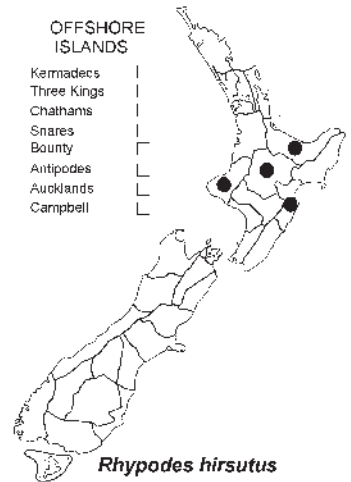 OFFSHORE
ISLANDS
Kermadecs
Three Kings
Chathams
Snares
Bounty
Antipodes
Aucklands
Campbell
Rhypodes hirsutus